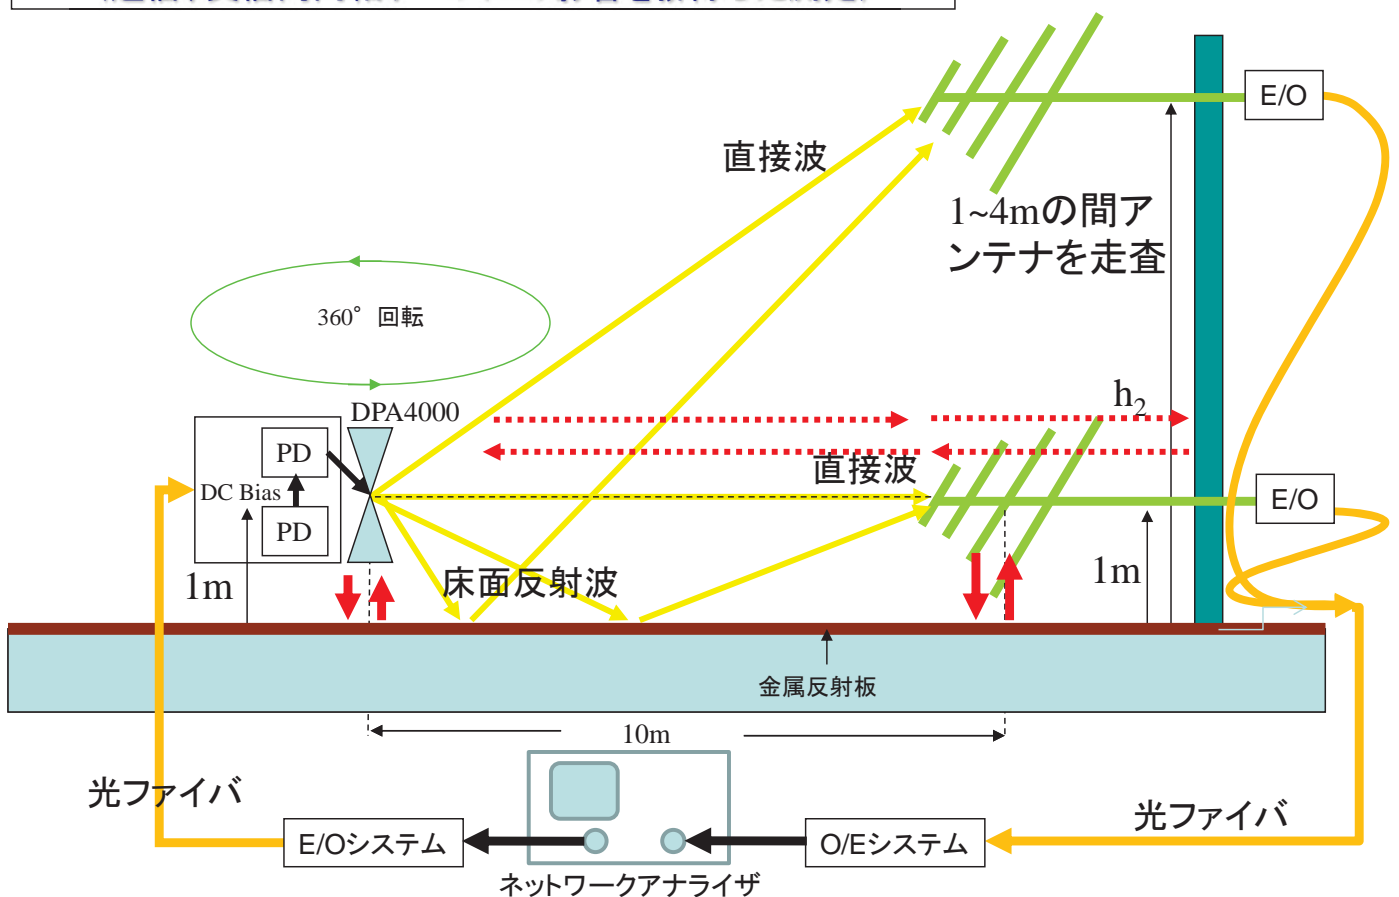 E/O
直接波
1~4mの間ア
ンテナを走査
360°回転
DPA4000
h2
PD
直接波
DC Bias
E/O
PD
1m
床面反射波
1m
金属反射板
10m
光ファイバ
光ファイバ
E/Oシステム
O/Eシステム
ネットワークアナライザ